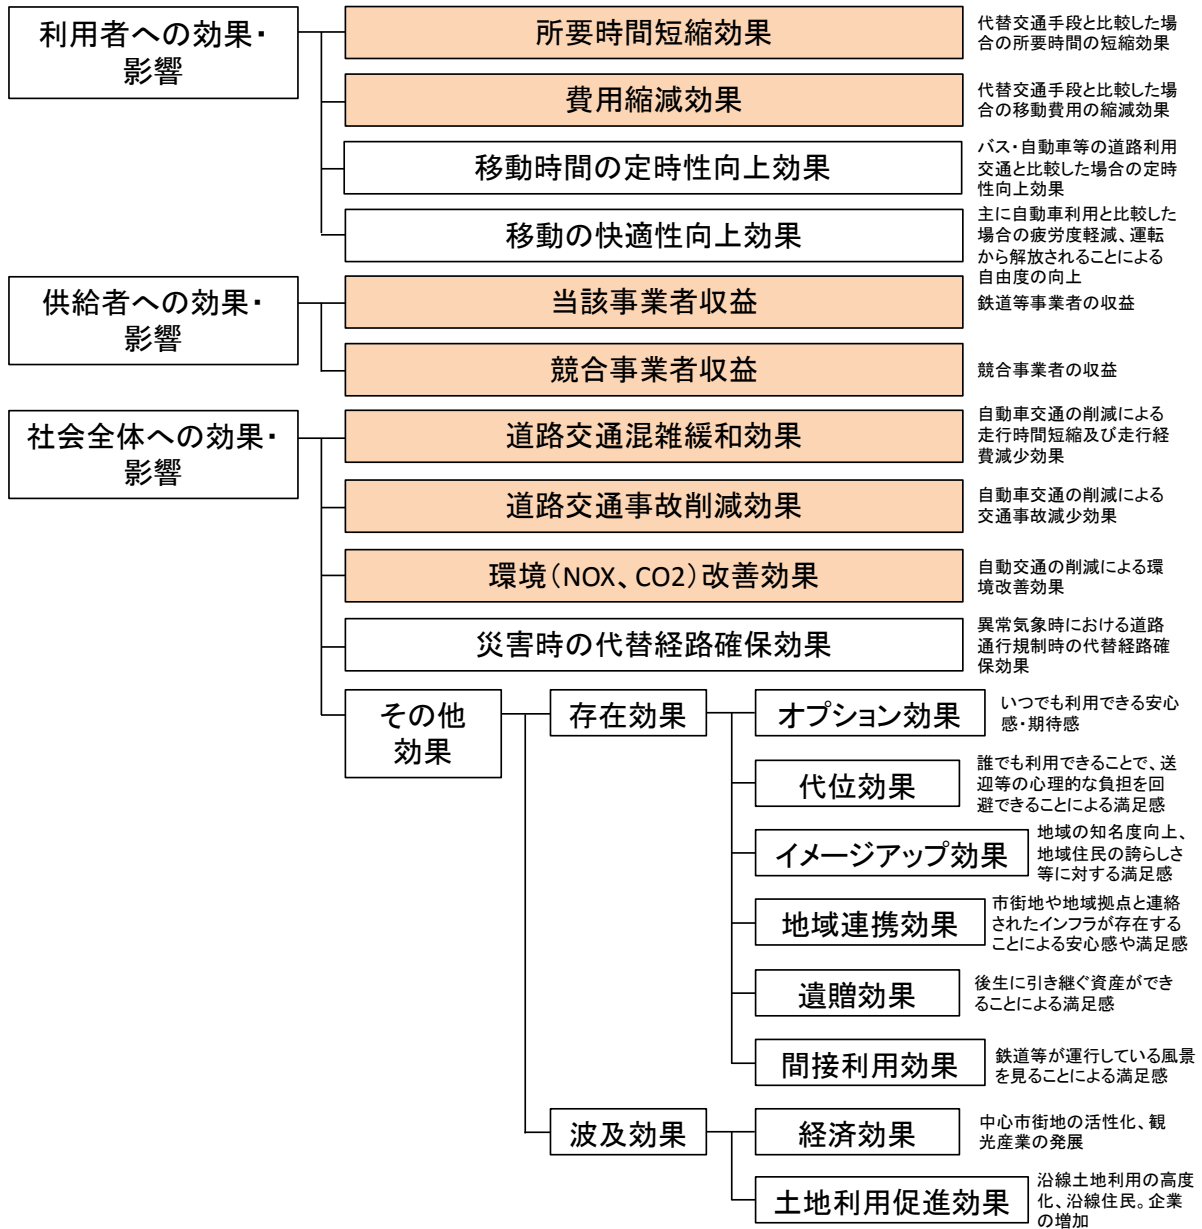 利用者への効果・
影響
所要時間短縮効果
代替交通手段と比較した場
合の所要時間の短縮効果
費用縮減効果
代替交通手段と比較した場
合の移動費用の縮減効果
移動時間の定時性向上効果
バス・自動車等の道路利用
交通と比較した場合の定時
性向上効果
移動の快適性向上効果
主に自動車利用と比較した
場合の疲労度軽減、運転
から解放されることによる
自由度の向上
供給者への効果・
影響
当該事業者収益
鉄道等事業者の収益
競合事業者収益
競合事業者の収益
社会全体への効果・
影響
道路交通混雑緩和効果
自動車交通の削減による
走行時間短縮及び走行経
費減少効果
道路交通事故削減効果
自動車交通の削減による
交通事故減少効果
環境(NOX、CO2)改善効果
自動交通の削減による環
境改善効果
災害時の代替経路確保効果
異常気象時における道路
通行規制時の代替経路確
保効果
その他
効果
存在効果
オプション効果
いつでも利用できる安心
感・期待感
代位効果
誰でも利用できることで、送
迎等の心理的な負担を回
避できることによる満足感
イメージアップ効果
地域の知名度向上、
地域住民の誇らしさ
等に対する満足感
地域連携効果
市街地や地域拠点と連絡
されたインフラが存在する
ことによる安心感や満足感
遺贈効果
後生に引き継ぐ資産ができ
ることによる満足感
間接利用効果
鉄道等が運行している風景
を見ることによる満足感
波及効果
経済効果
中心市街地の活性化、観
光産業の発展
土地利用促進効果
沿線土地利用の高度
化、沿線住民。企業
の増加